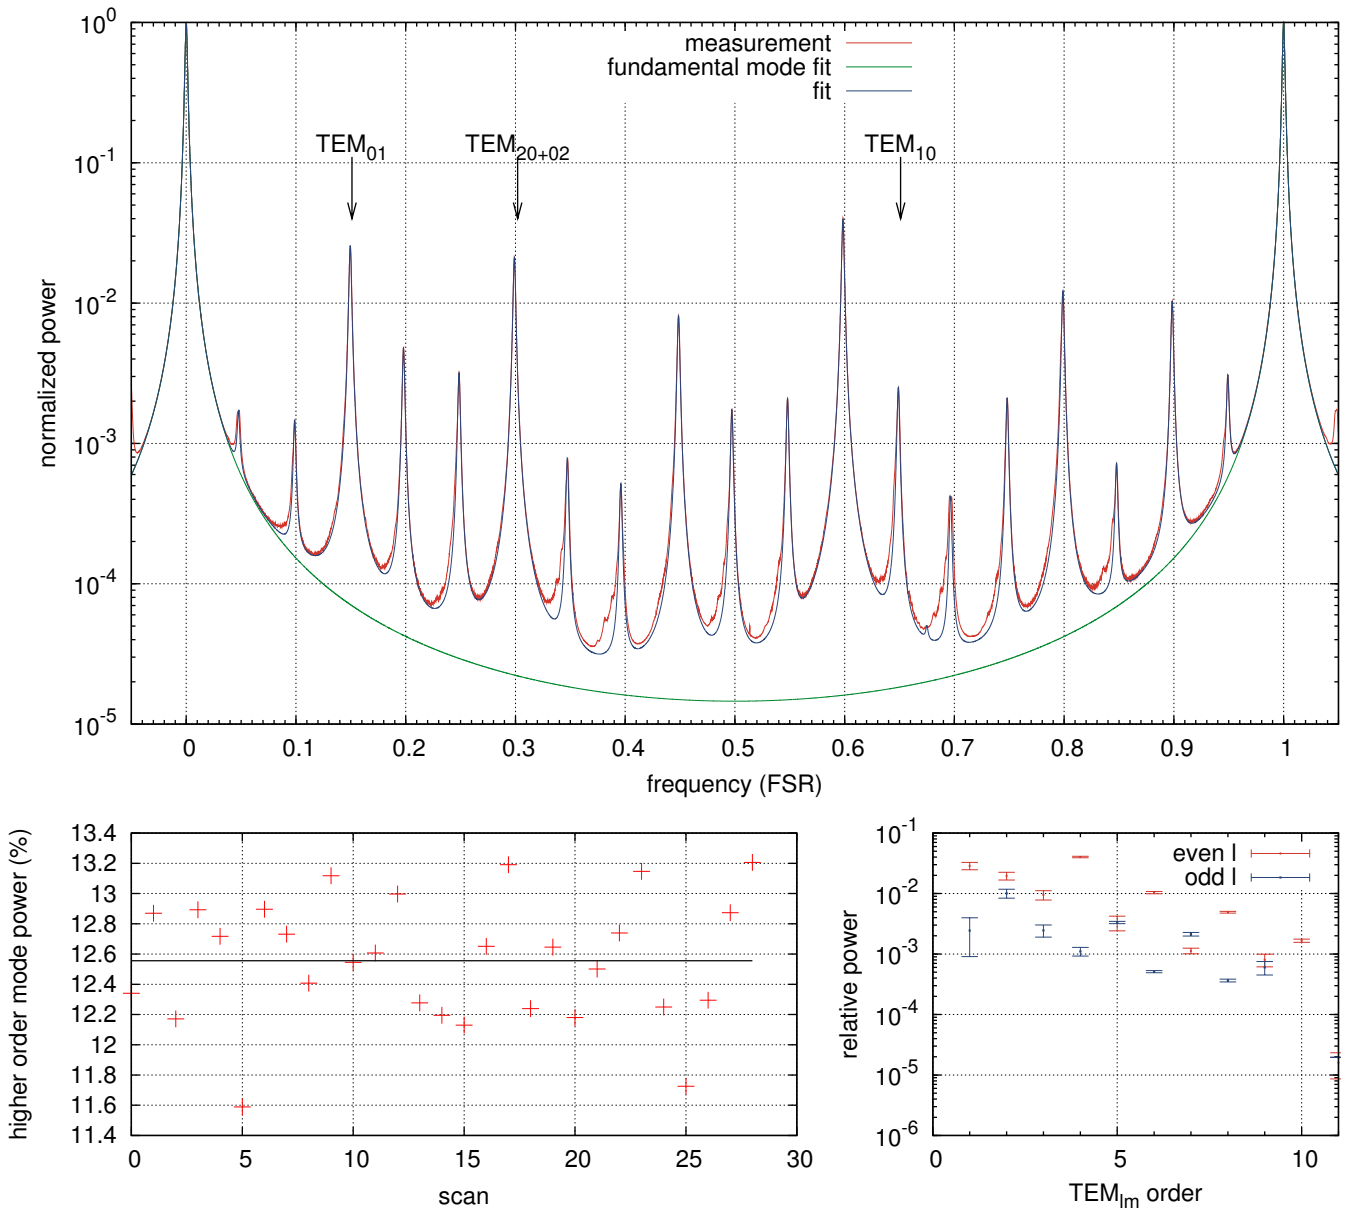 measurement
fundamental mode fit
fit
TEM01 TEM20+02 TEM10
10^0
10^-1
10^-2
10^-3
10^-4
10^-5
normalized power
0 0.1 0.2 0.3 0.4 0.5 0.6 0.7 0.8 0.9 1
frequency (FSR)
13.4
13.2
13
12.8
12.6
12.4
12.2
12
11.8
11.6
11.4
higher order mode power (%)
0 5 10 15 20 25 30
scan
even l
odd l
10^-1
10^-2
10^-3
10^-4
10^-5
10^-6
relative power
0 5 10
TEMlm order